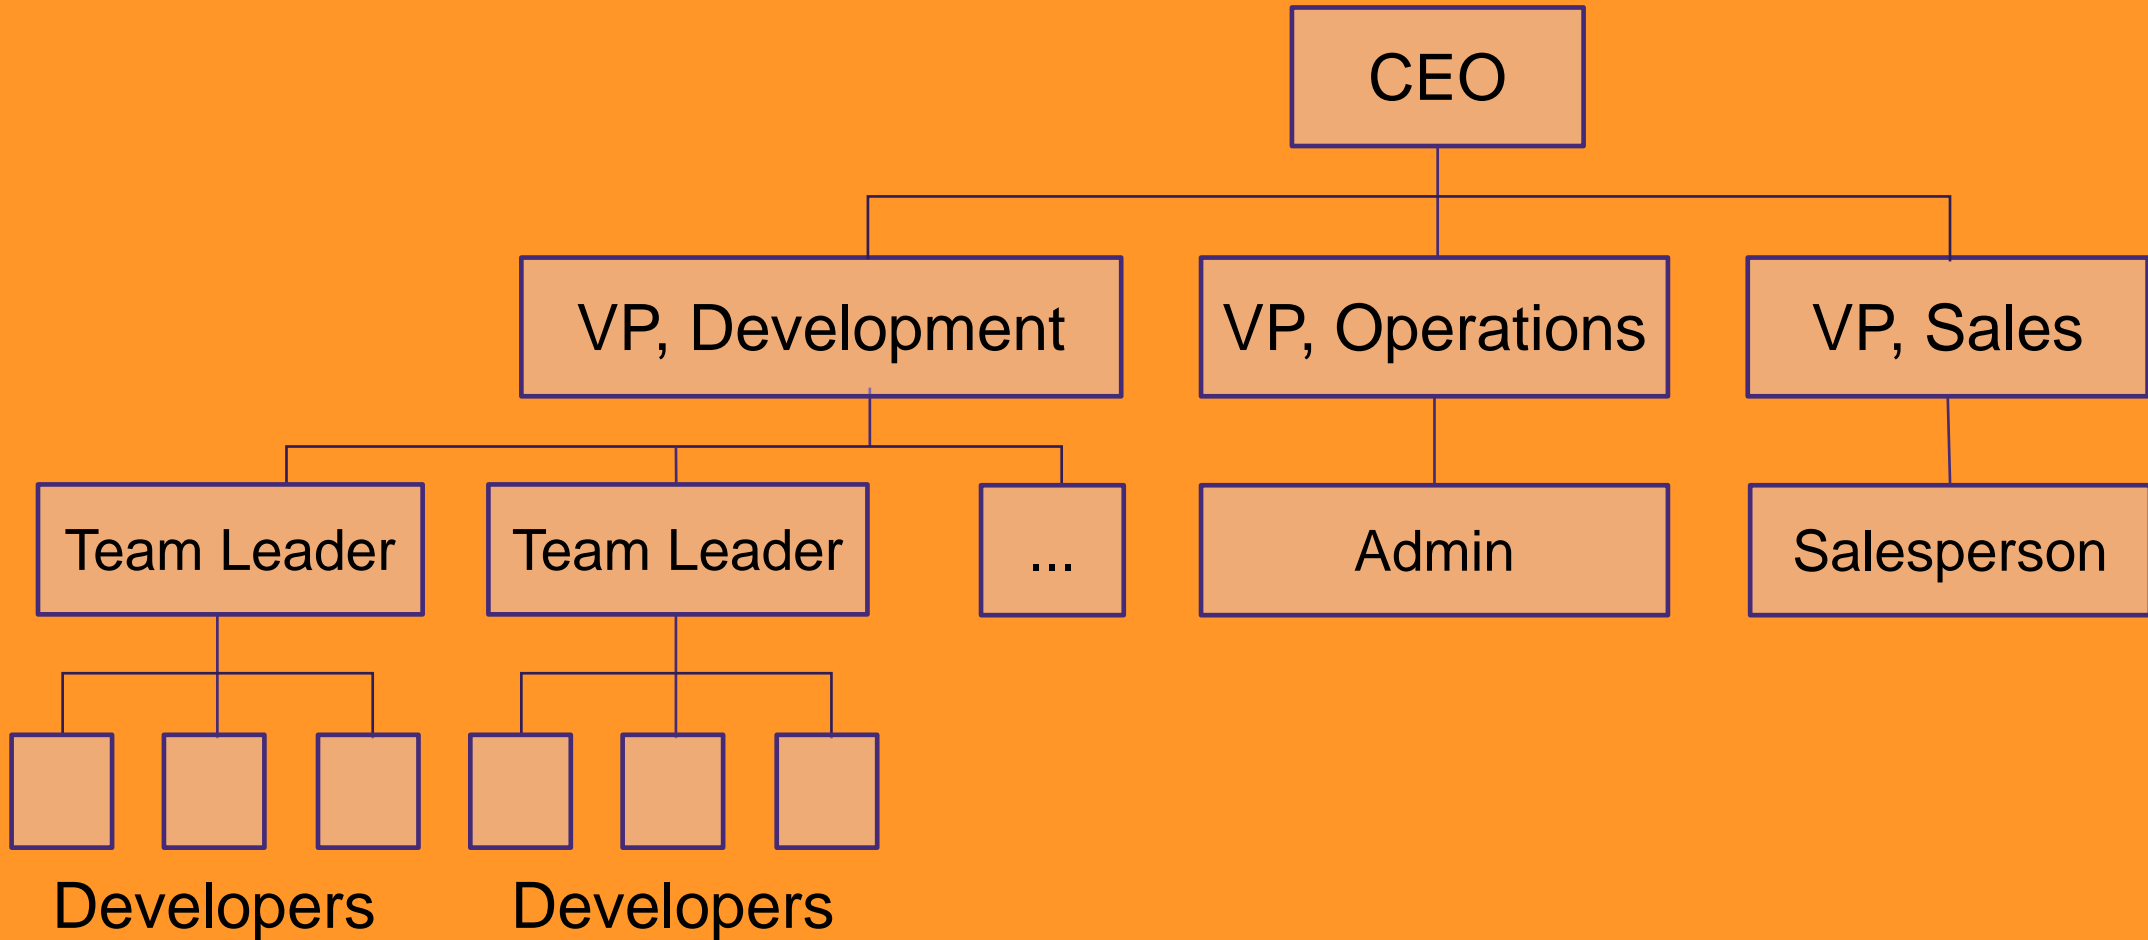 CEO
VP, Development
VP, Operations
VP, Sales
Team Leader
Team Leader
...
Admin
Salesperson
Developers
Developers